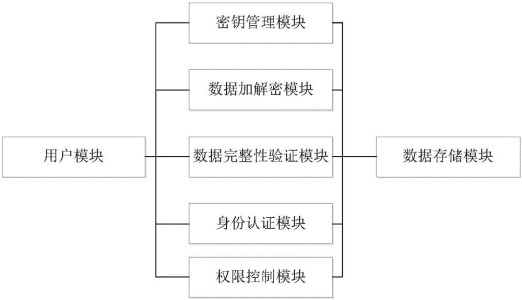 密钥管理模块
数据加解密模块
用户模块
数据完整性验证模块
数据存储模块
身份认证模块
权限控制模块